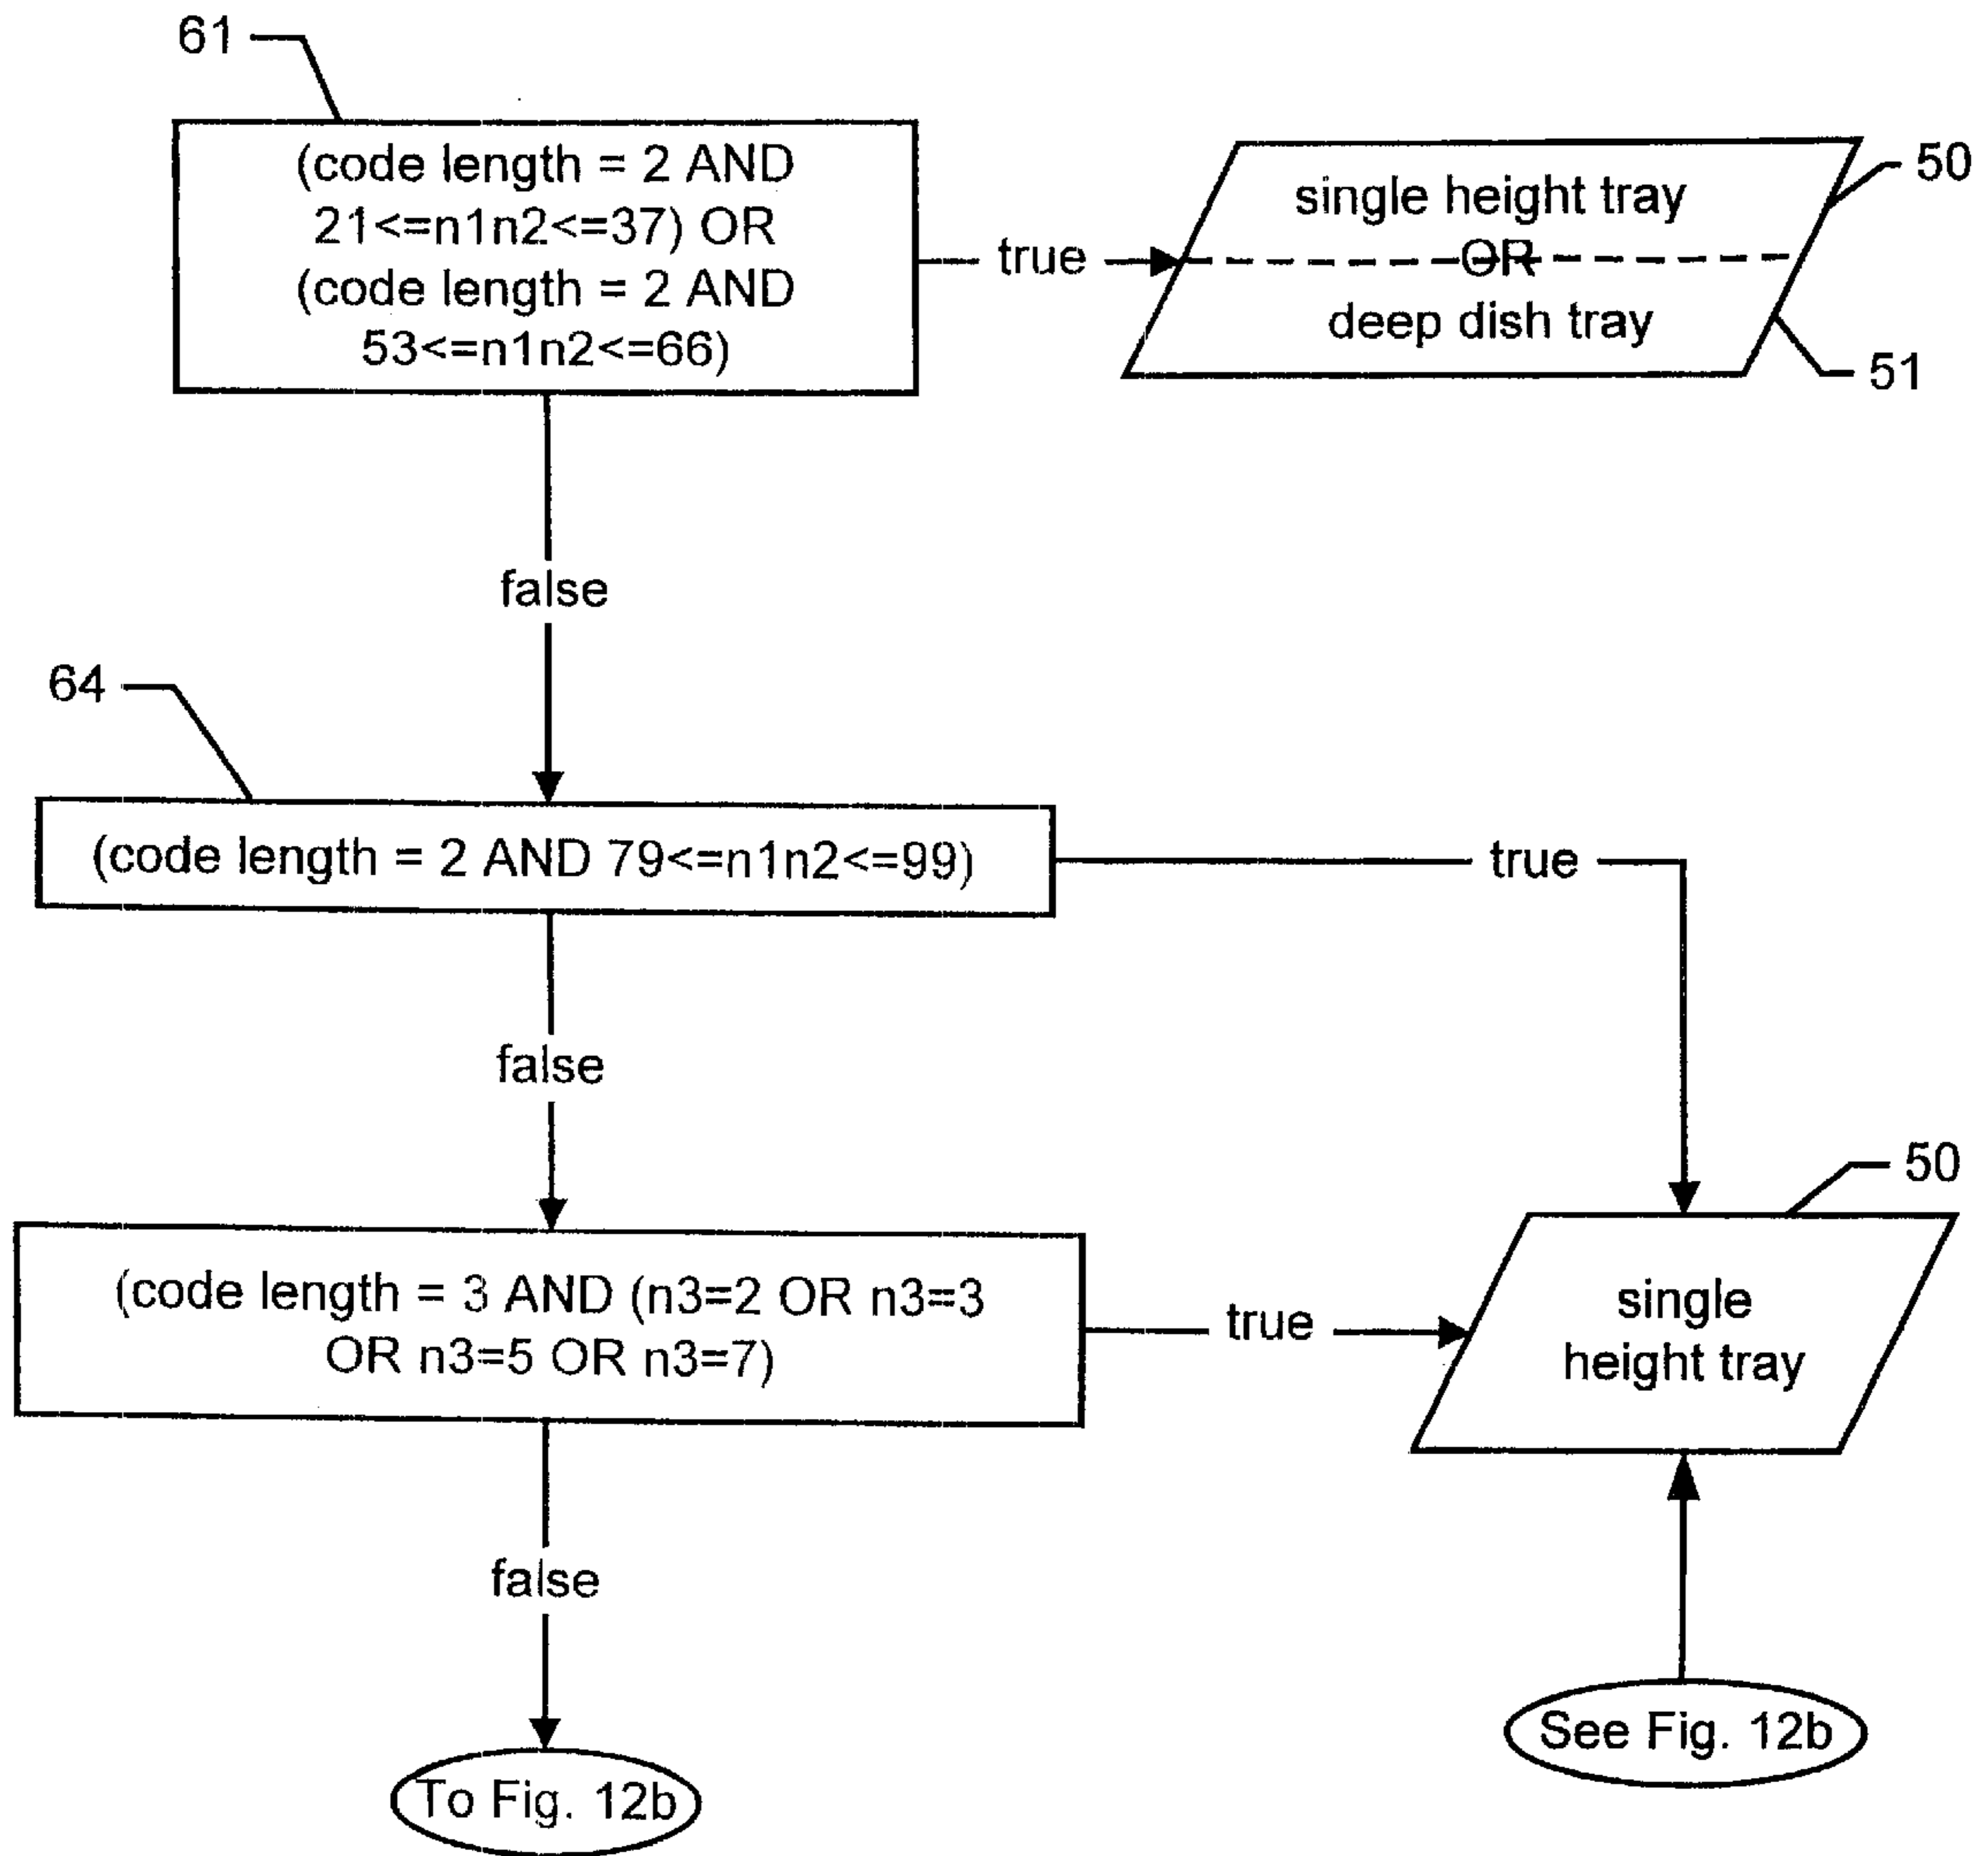 61
(code length = 2 AND
21<=n1n2<=37) OR
(code length = 2 AND
53<=n1n2<=66)
true
single height tray
OR
deep dish tray
50
51
false
64
(code length = 2 AND 79<=n1n2<=99)
true
false
50
(code length = 3 AND (n3=2 OR n3=3
OR n3=5 OR n3=7)
true
single
height tray
false
See Fig. 12b
To Fig. 12b